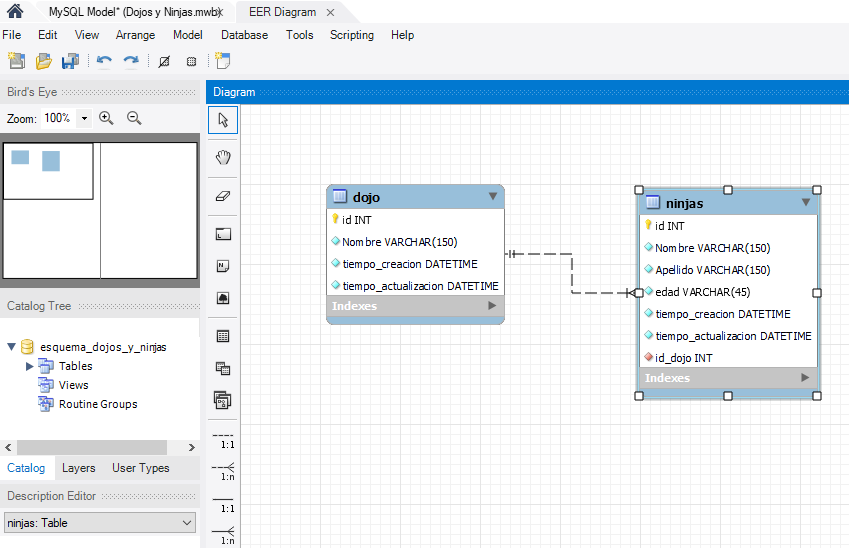 MySQL Model* (Dojos y Ninjas.mwb)
EER Diagram
File Edit View Arrange Model Database Tools Scripting Help
Bird's Eye
Zoom: 100%
Diagram
dojo
id INT
Nombre VARCHAR(150)
tiempo_creacion DATETIME
tiempo_actualizacion DATETIME
Indexes
ninjas
id INT
Nombre VARCHAR(150)
Apellido VARCHAR(150)
edad VARCHAR(45)
tiempo_creacion DATETIME
tiempo_actualizacion DATETIME
id_dojo INT
Indexes
Catalog Tree
esquema_dojos_y_ninjas
Tables
Views
Routine Groups
Catalog Layers User Types
Description Editor
ninjas: Table
1:1
1:n
1:1
1:n